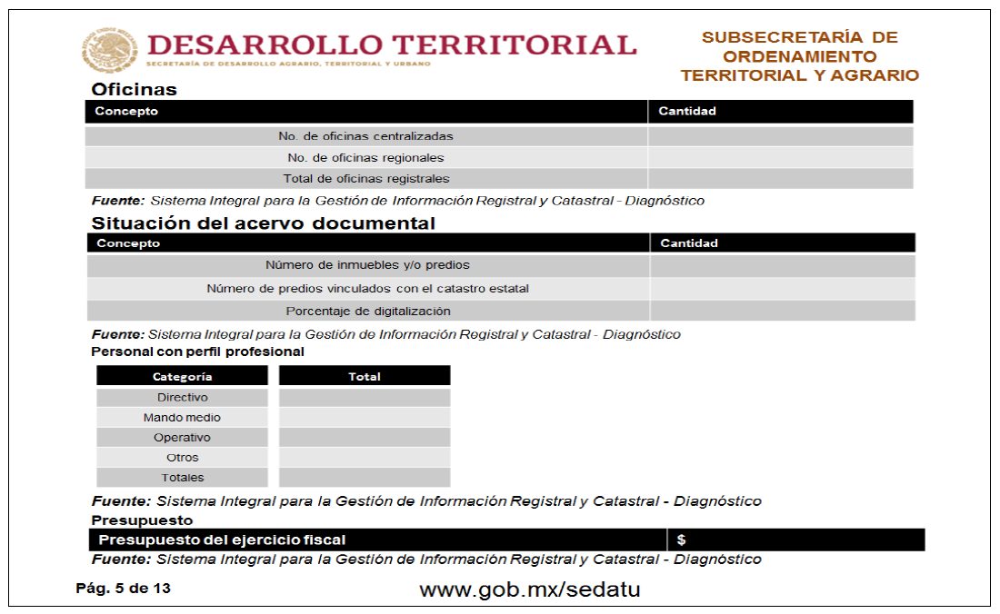 DESARROLLO TERRITORIAL
SECRETARÍA DE DESARROLLO AGRARIO, TERRITORIAL Y URBANO
SUBSECRETARÍA DE
ORDENAMIENTO
TERRITORIAL Y AGRARIO
Oficinas
Concepto Cantidad
No. de oficinas centralizadas
No. de oficinas regionales
Total de oficinas registrales
Fuente: Sistema Integral para la Gestión de Información Registral y Catastral - Diagnóstico
Situación del acervo documental
Concepto Cantidad
Número de inmuebles y/o predios
Número de predios vinculados con el catastro estatal
Porcentaje de digitalización
Fuente: Sistema Integral para la Gestión de Información Registral y Catastral - Diagnóstico
Personal con perfil profesional
Categoría Total
Directivo
Mando medio
Operativo
Otros
Totales
Fuente: Sistema Integral para la Gestión de Información Registral y Catastral - Diagnóstico
Presupuesto
Presupuesto del ejercicio fiscal $
Fuente: Sistema Integral para la Gestión de Información Registral y Catastral - Diagnóstico
Pág. 5 de 13 www.gob.mx/sedatu